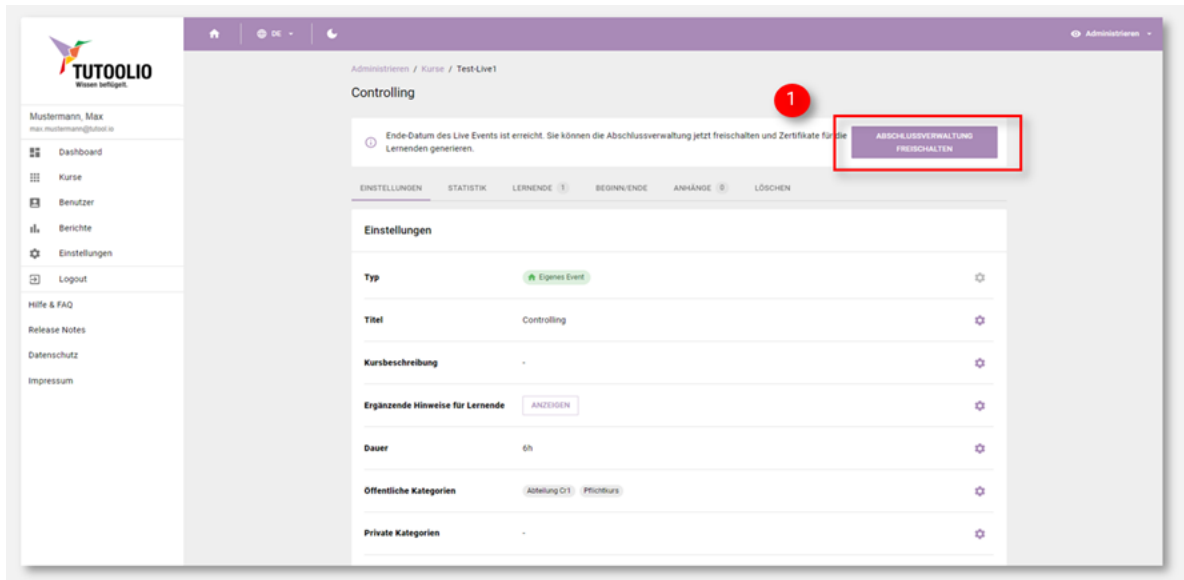 TUTOOLIO
Wissen beflügelt.
DE
Administrieren
Mustermann, Max
max.mustermann@tutool.io
Dashboard
Kurse
Benutzer
Berichte
Einstellungen
Logout
Hilfe & FAQ
Release Notes
Datenschutz
Impressum
Administrieren / Kurse / Test-Live1
Controlling
1
Ende-Datum des Live Events ist erreicht. Sie können die Abschlussverwaltung jetzt freischalten und Zertifikate für die
Lernenden generieren.
ABSCHLUSSVERWALTUNG
FREISCHALTEN
EINSTELLUNGEN STATISTIK LERNENDE 1 BEGINN/ENDE ANHÄNGE 0 LÖSCHEN
Einstellungen
Typ Eigenes Event
Titel Controlling
Kursbeschreibung -
Ergänzende Hinweise für Lernende ANZEIGEN
Dauer 6h
Öffentliche Kategorien Abteilung Cr1 Pflichtkurs
Private Kategorien -